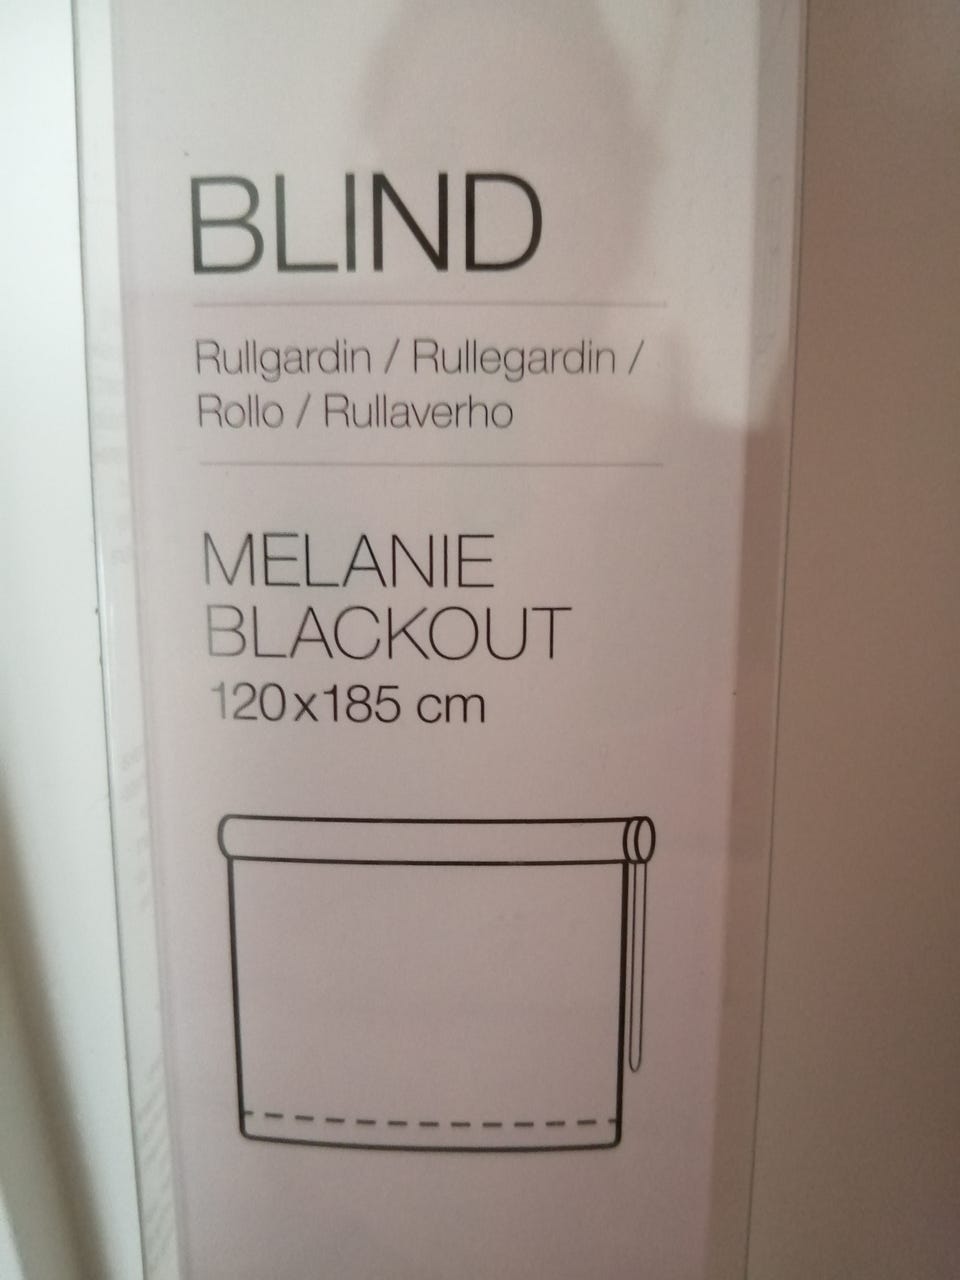 BLIND
Rullgardin / Rullegardin /
Rollo / Rullaverho
MELANIE
BLACKOUT
120x185 cm